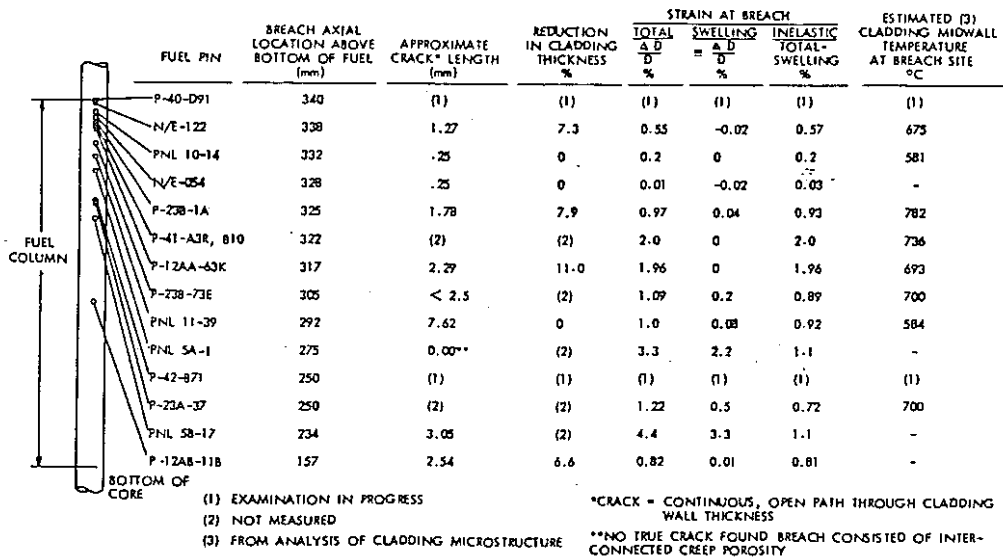 STRAIN AT BREACH
FUEL PIN BREACH AXIAL LOCATION ABOVE BOTTOM OF FUEL (mm) APPROXIMATE CRACK* LENGTH (mm) REDUCTION IN CLADDING THICKNESS % TOTAL Δ D / D % SWELLING = Δ D / D % INELASTIC TOTAL- SWELLING % ESTIMATED (3) CLADDING MIDWALL TEMPERATURE AT BREACH SITE °C
P-40-D91 340 (1) (1) (1) (1) (1) (1)
N/E-122 338 1.27 7.3 0.55 -0.02 0.57 675
PNL 10-14 332 .25 0 0.2 0 0.2 581
N/E-054 328 .25 0 0.01 -0.02 0.03 -
P-23B-1A 325 1.78 7.9 0.97 0.04 0.93 782
P-41-A3R, B10 322 (2) (2) 2.0 0 2.0 736
P-12AA-63K 317 2.29 11.0 1.96 0 1.96 693
P-23B-73E 305 < 2.5 (2) 1.09 0.2 0.89 700
PNL 11-39 292 7.62 0 1.0 0.08 0.92 584
PNL 5A-1 275 0.00** (2) 3.3 2.2 1.1 -
P-42-B71 250 (1) (1) (1) (1) (1) (1)
P-23A-37 250 (2) (2) 1.22 0.5 0.72 700
PNL 5B-17 234 3.05 (2) 4.4 3.3 1.1 -
P-12AB-11B 157 2.54 6.6 0.82 0.01 0.81 -
FUEL
COLUMN
BOTTOM OF
CORE
(1) EXAMINATION IN PROGRESS
(2) NOT MEASURED
(3) FROM ANALYSIS OF CLADDING MICROSTRUCTURE
*CRACK = CONTINUOUS, OPEN PATH THROUGH CLADDING
WALL THICKNESS
**NO TRUE CRACK FOUND BREACH CONSISTED OF INTER-
CONNECTED CREEP POROSITY